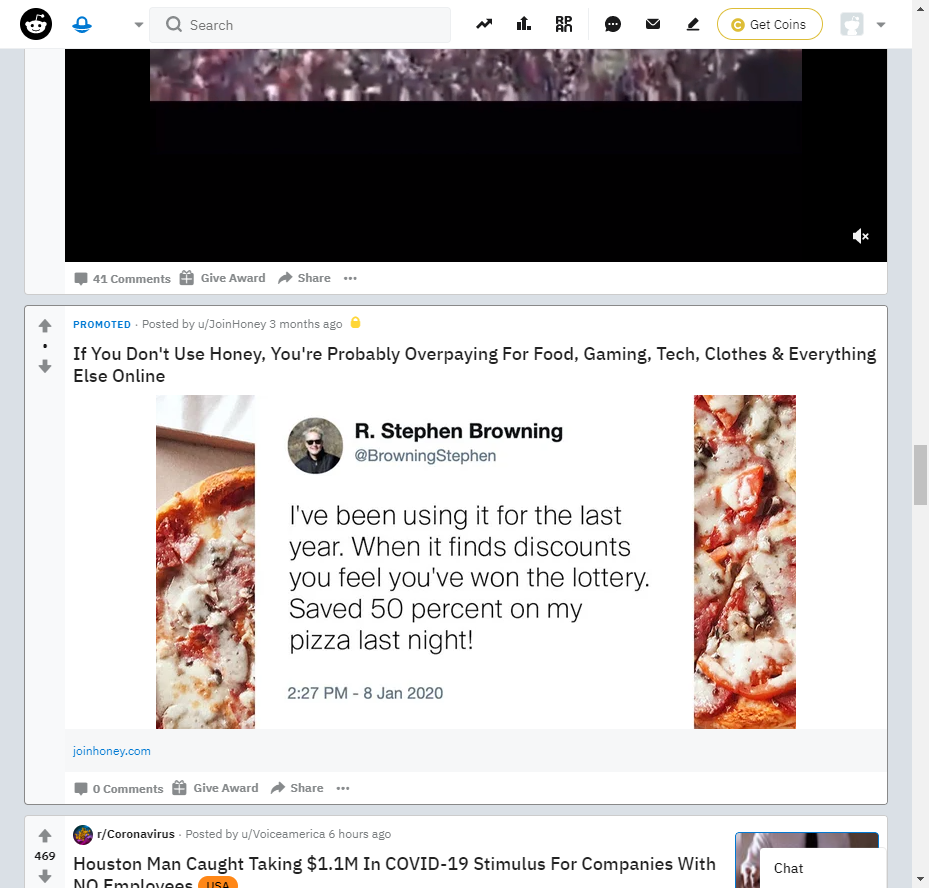 Search
Get Coins
41 Comments Give Award Share
PROMOTED · Posted by u/JoinHoney 3 months ago
If You Don't Use Honey, You're Probably Overpaying For Food, Gaming, Tech, Clothes & Everything
Else Online
R. Stephen Browning
@BrowningStephen
I've been using it for the last
year. When it finds discounts
you feel you've won the lottery.
Saved 50 percent on my
pizza last night!
2:27 PM - 8 Jan 2020
joinhoney.com
0 Comments Give Award Share
r/Coronavirus · Posted by u/Voiceamerica 6 hours ago
469
Houston Man Caught Taking $1.1M In COVID-19 Stimulus For Companies With
NO Employees USA
Chat